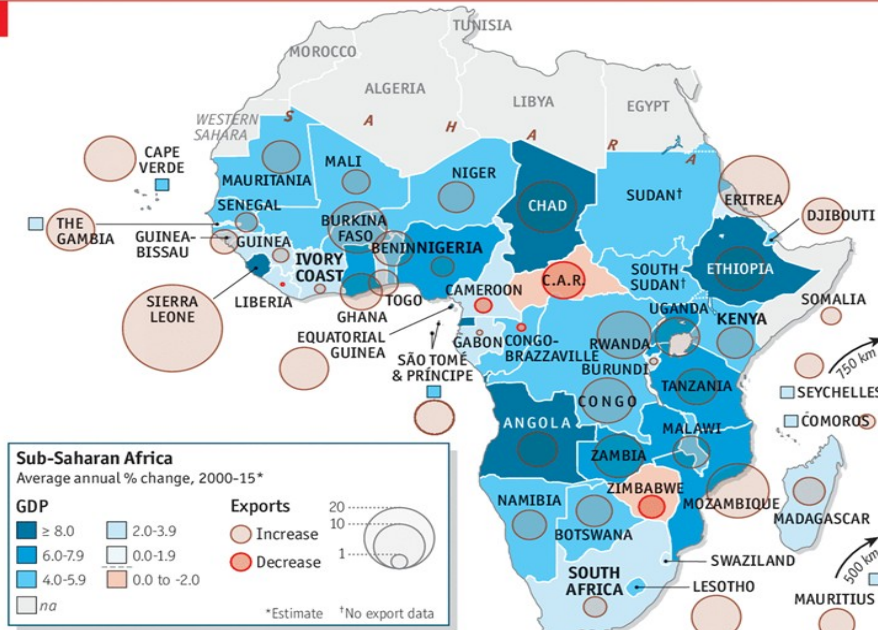 TUNISIA
MOROCCO
ALGERIA
LIBYA
EGYPT
WESTERN
SAHARA
S A H A R A
CAPE
VERDE
MAURITANIA
MALI
NIGER
CHAD
SUDAN†
ERITREA
DJIBOUTI
THE
GAMBIA
SENEGAL
GUINEA-
BISSAU
GUINEA
BURKINA
FASO
BENIN
NIGERIA
IVORY
COAST
SIERRA
LEONE
LIBERIA
GHANA
TOGO
CAMEROON
C.A.R.
SOUTH
SUDAN†
ETHIOPIA
SOMALIA
EQUATORIAL
GUINEA
GABON
CONGO-
BRAZZAVILLE
UGANDA
KENYA
RWANDA
BURUNDI
SÃO TOMÉ
& PRÍNCIPE
CONGO
TANZANIA
750 km
SEYCHELLES
COMOROS
ANGOLA
ZAMBIA
MALAWI
ZIMBABWE
MOZAMBIQUE
MADAGASCAR
NAMIBIA
BOTSWANA
SWAZILAND
SOUTH
AFRICA
LESOTHO
500 km
MAURITIUS
Sub-Saharan Africa
Average annual % change, 2000-15*
GDP
≥ 8.0
6.0-7.9
4.0-5.9
na
2.0-3.9
0.0-1.9
0.0 to -2.0
Exports
Increase
Decrease
20
10
1
*Estimate †No export data